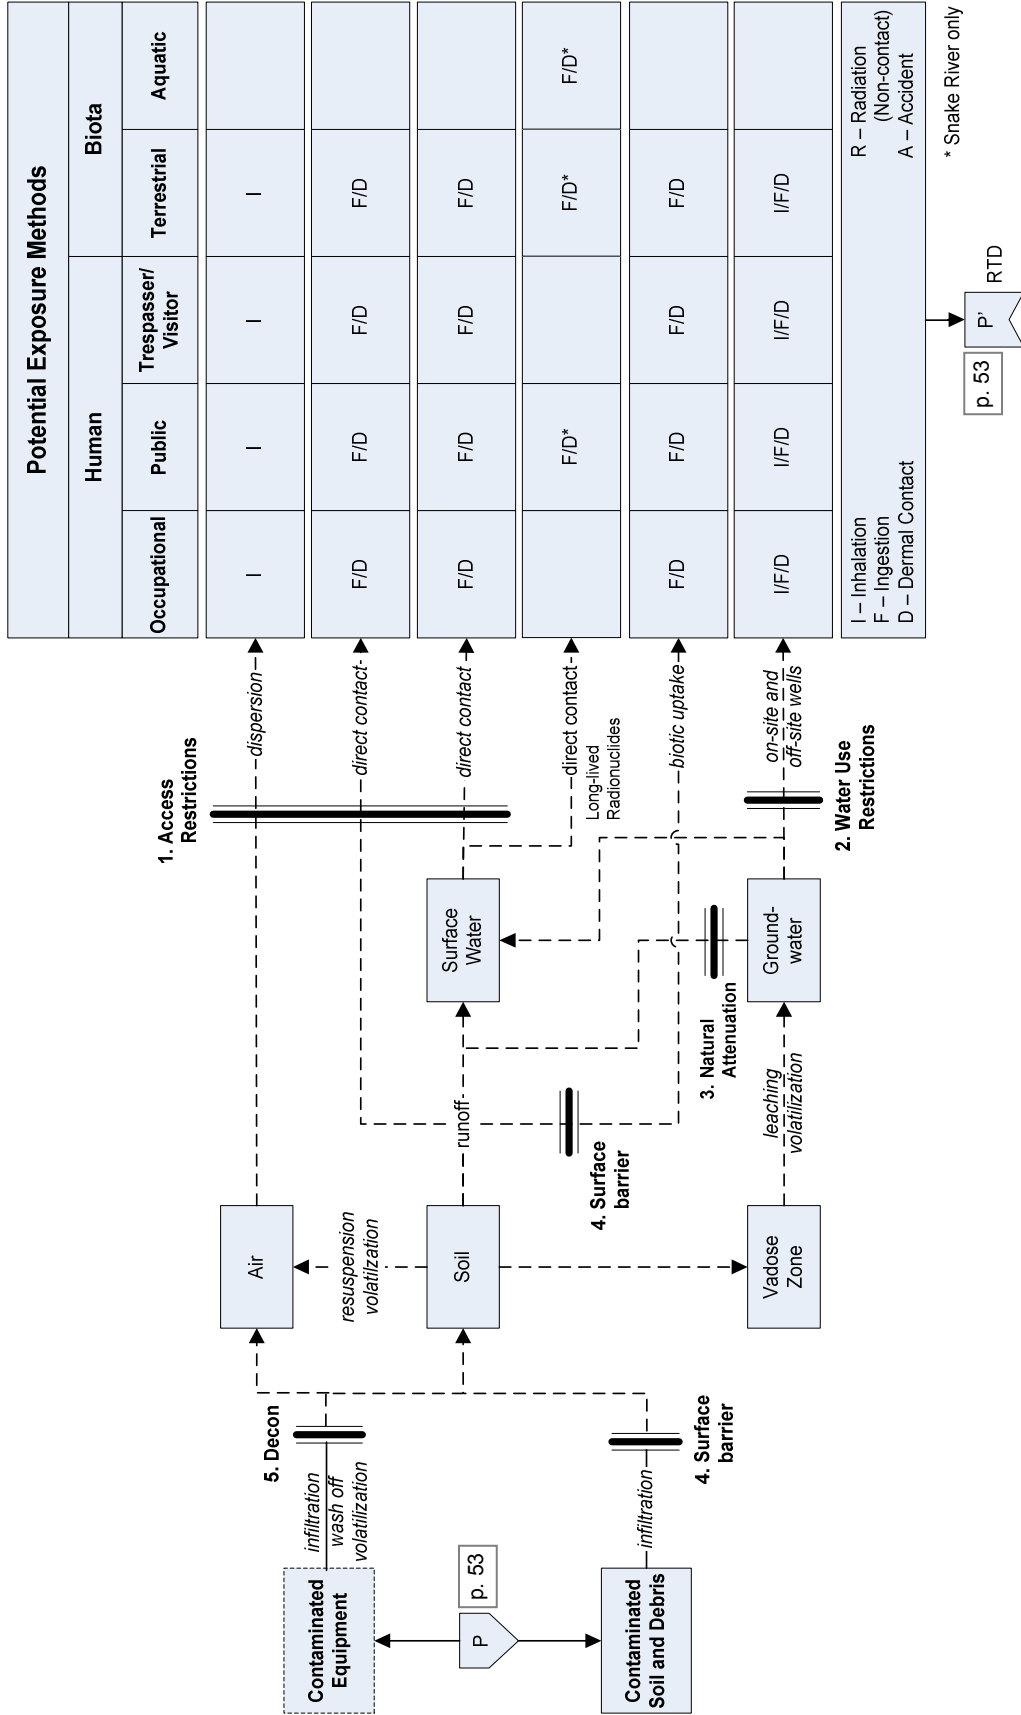 Potential Exposure Methods
Human
Biota
Occupational
Public
Trespasser/
Visitor
Terrestrial
Aquatic
I
I
I
I
F/D
F/D
F/D
F/D
F/D
F/D
F/D
F/D
F/D*
F/D*
F/D*
F/D
F/D
F/D
F/D
I/F/D
I/F/D
I/F/D
I/F/D
I – Inhalation
F – Ingestion
D – Dermal Contact
R – Radiation
(Non-contact)
A – Accident
* Snake River only
P'
RTD
p. 53
1. Access
Restrictions
dispersion
direct contact
direct contact
direct contact
Long-lived
Radionuclides
biotic uptake
on-site and
off-site wells
2. Water Use
Restrictions
Surface
Water
Ground-
water
3. Natural
Attenuation
runoff
4. Surface
barrier
leaching
volatilization
Air
resuspension
volatilzation
Soil
Vadose
Zone
5. Decon
infiltration
wash off
volatilization
infiltration
4. Surface
barrier
Contaminated
Equipment
P
p. 53
Contaminated
Soil and Debris